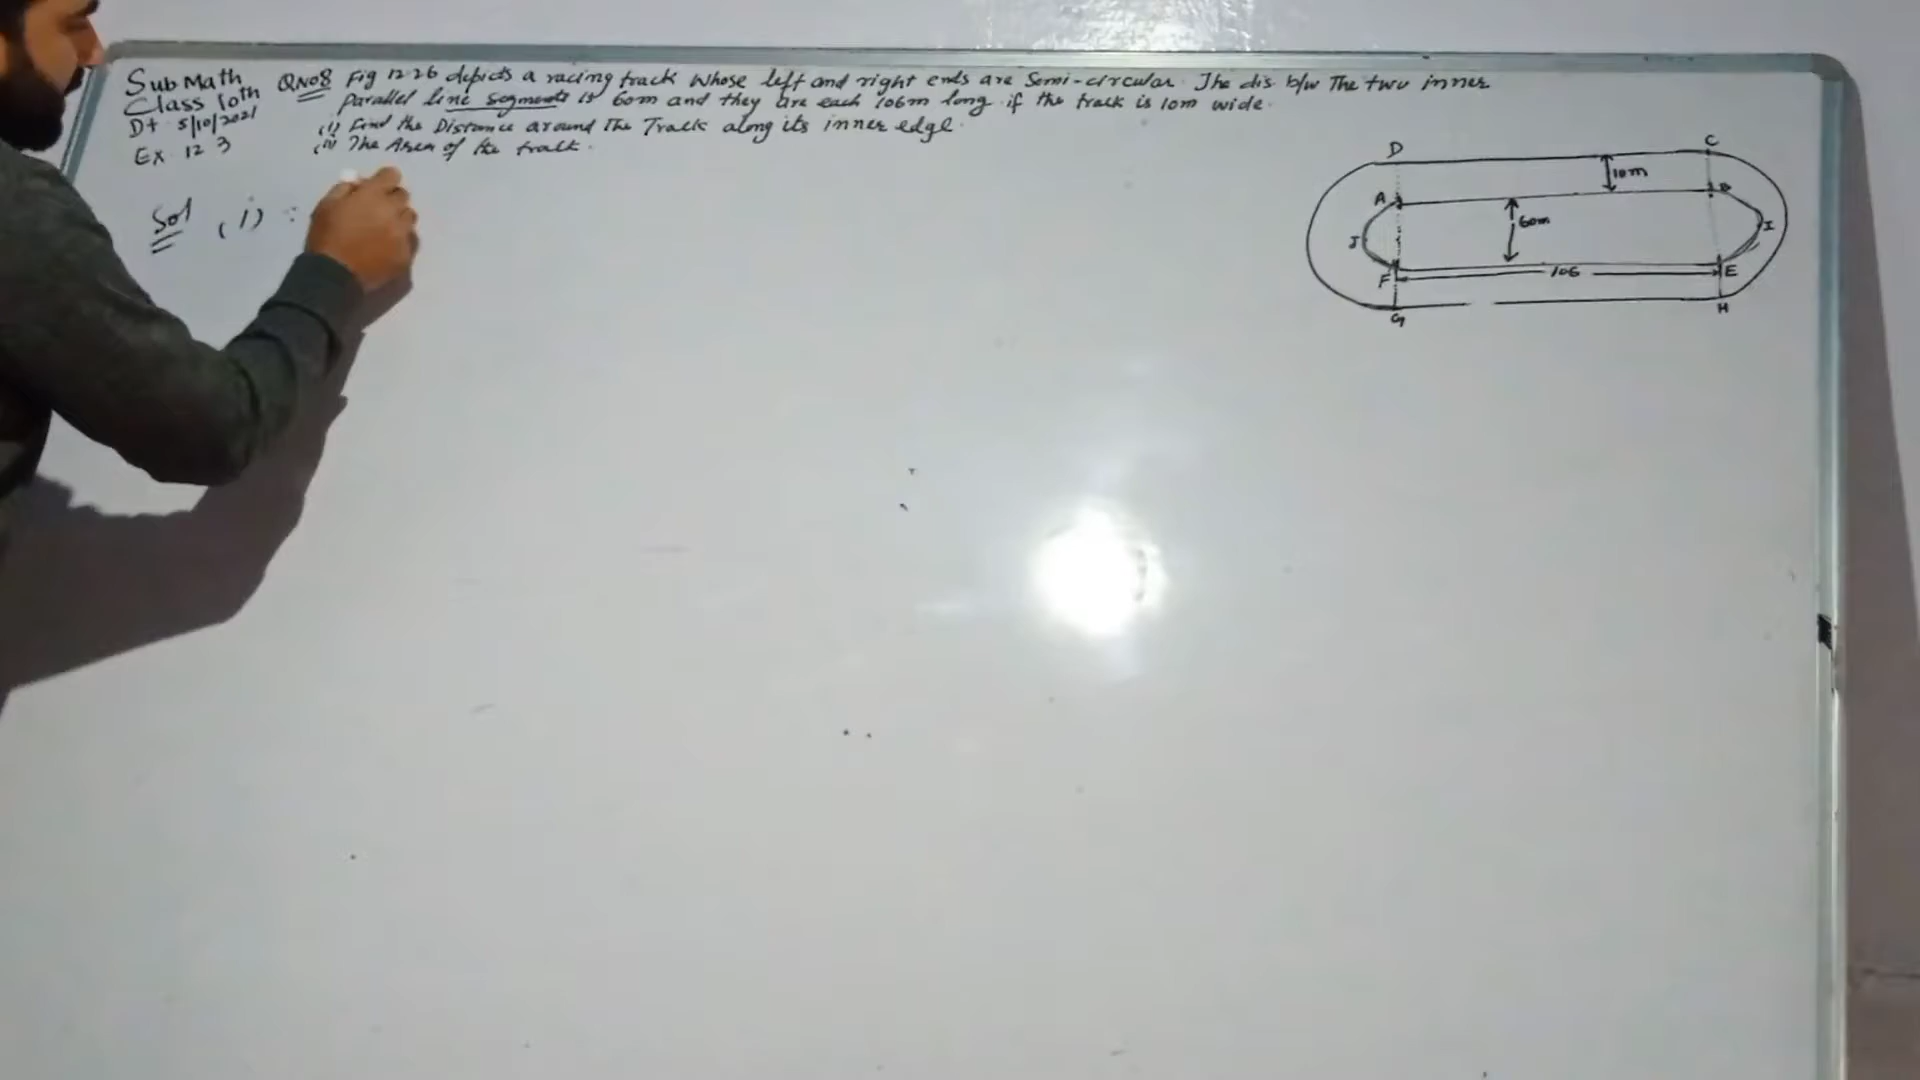 Sub Math
Class 10th
Dt 5/10/2021
Ex. 12.3
QNo8 Fig 12.26 depicts a racing track whose left and right ends are Semi-circular. The dis b/w The two inner
Parallel line segments is 60m and they are each 106m long. if the track is 10m wide.
(i) Find the Distance around The Track along its inner edge.
(ii) The Area of the track.
Sol (i) :
D C
10m
A B
60m
J I
F 106 E
G H